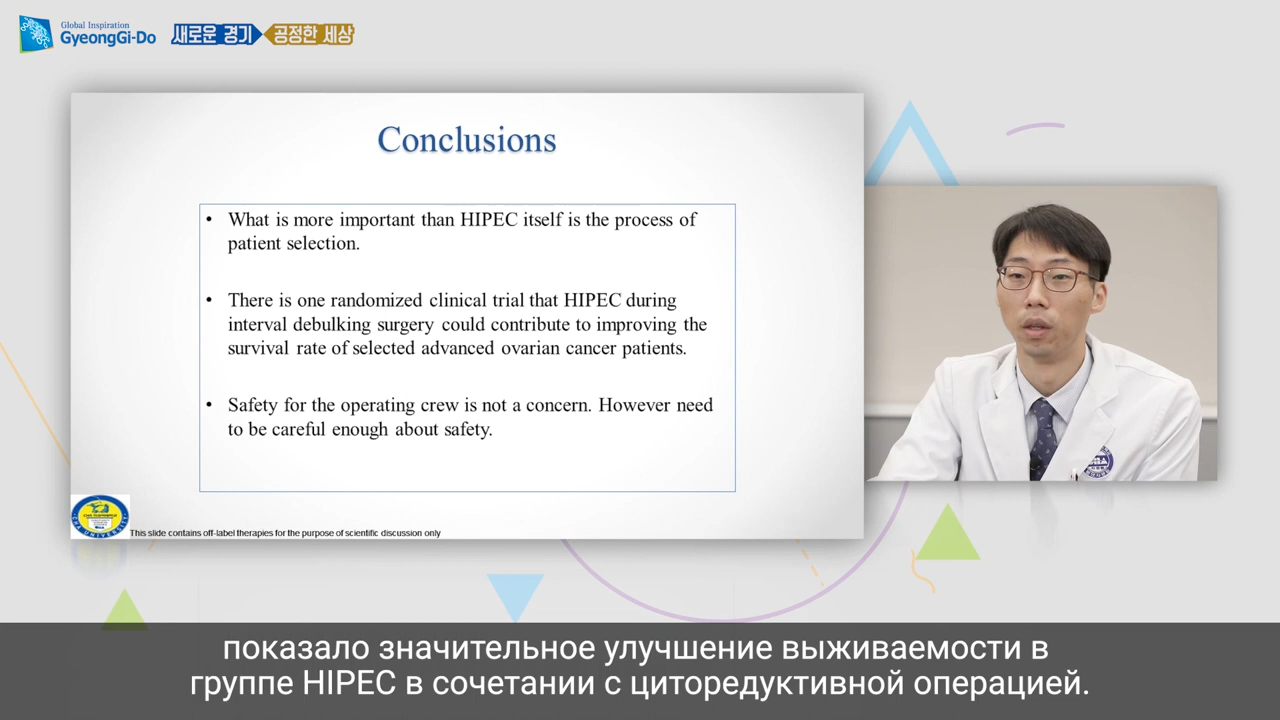 Global Inspiration
GyeongGi-Do
새로운 경기
공정한 세상
Conclusions
• What is more important than HIPEC itself is the process of
patient selection.
• There is one randomized clinical trial that HIPEC during
interval debulking surgery could contribute to improving the
survival rate of selected advanced ovarian cancer patients.
• Safety for the operating crew is not a concern. However need
to be careful enough about safety.
This slide contains off-label therapies for the purpose of scientific discussion only
показало значительное улучшение выживаемости в
группе HIPEC в сочетании с циторедуктивной операцией.